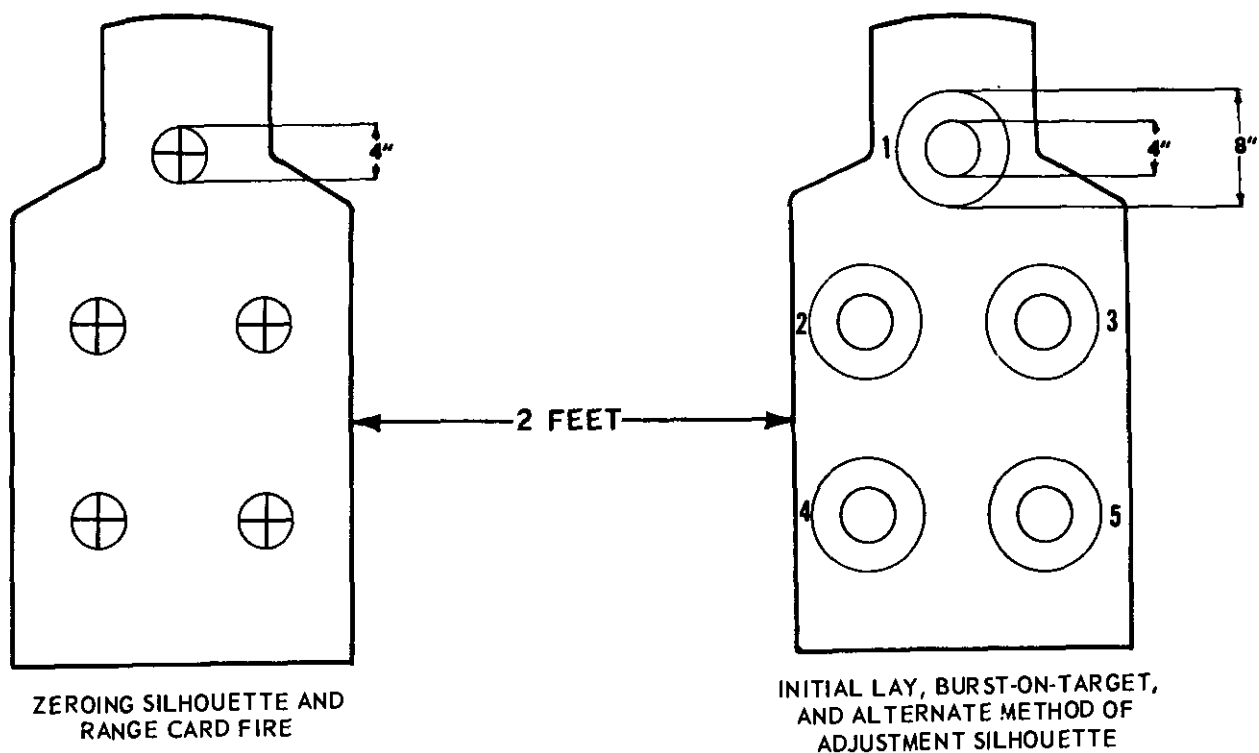 4"
1
4"
8"
2
3
2 FEET
4
5
ZEROING SILHOUETTE AND
RANGE CARD FIRE
INITIAL LAY, BURST-ON-TARGET,
AND ALTERNATE METHOD OF
ADJUSTMENT SILHOUETTE